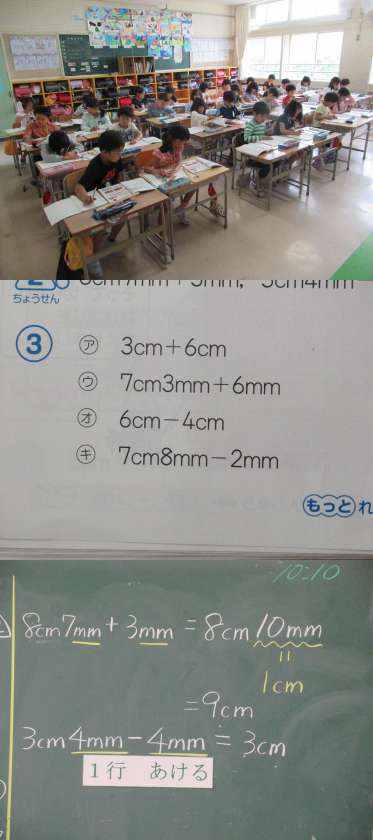 ちょうせん
3
㋐ 3cm+6cm
㋒ 7cm3mm+6mm
㋔ 6cm-4cm
㋖ 7cm8mm-2mm
もっとれ
10:10
8cm7mm+3mm=8cm10mm
=
1cm
=9cm
3cm4mm-4mm=3cm
1行 あける